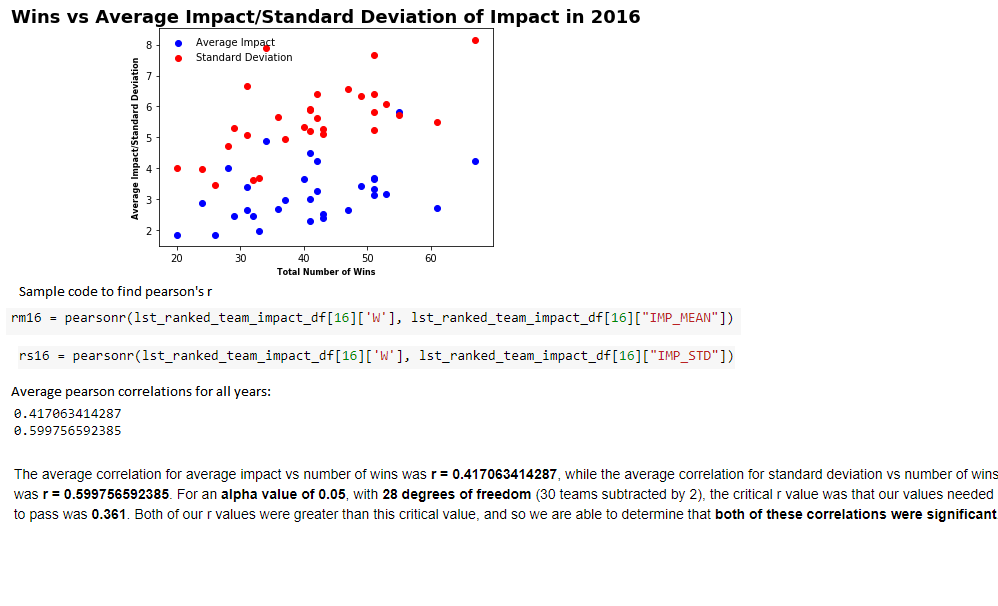 Wins vs Average Impact/Standard Deviation of Impact in 2016
Average Impact
Standard Deviation
8
7
6
5
4
3
2
Average Impact/Standard Deviation
20 30 40 50 60
Total Number of Wins
Sample code to find pearson's r
rm16 = pearsonr(lst_ranked_team_impact_df[16]['W'], lst_ranked_team_impact_df[16]["IMP_MEAN"])
rs16 = pearsonr(lst_ranked_team_impact_df[16]['W'], lst_ranked_team_impact_df[16]["IMP_STD"])
Average pearson correlations for all years:
0.417063414287
0.599756592385
The average correlation for average impact vs number of wins was r = 0.417063414287, while the average correlation for standard deviation vs number of wins
was r = 0.599756592385. For an alpha value of 0.05, with 28 degrees of freedom (30 teams subtracted by 2), the critical r value was that our values needed
to pass was 0.361. Both of our r values were greater than this critical value, and so we are able to determine that both of these correlations were significant